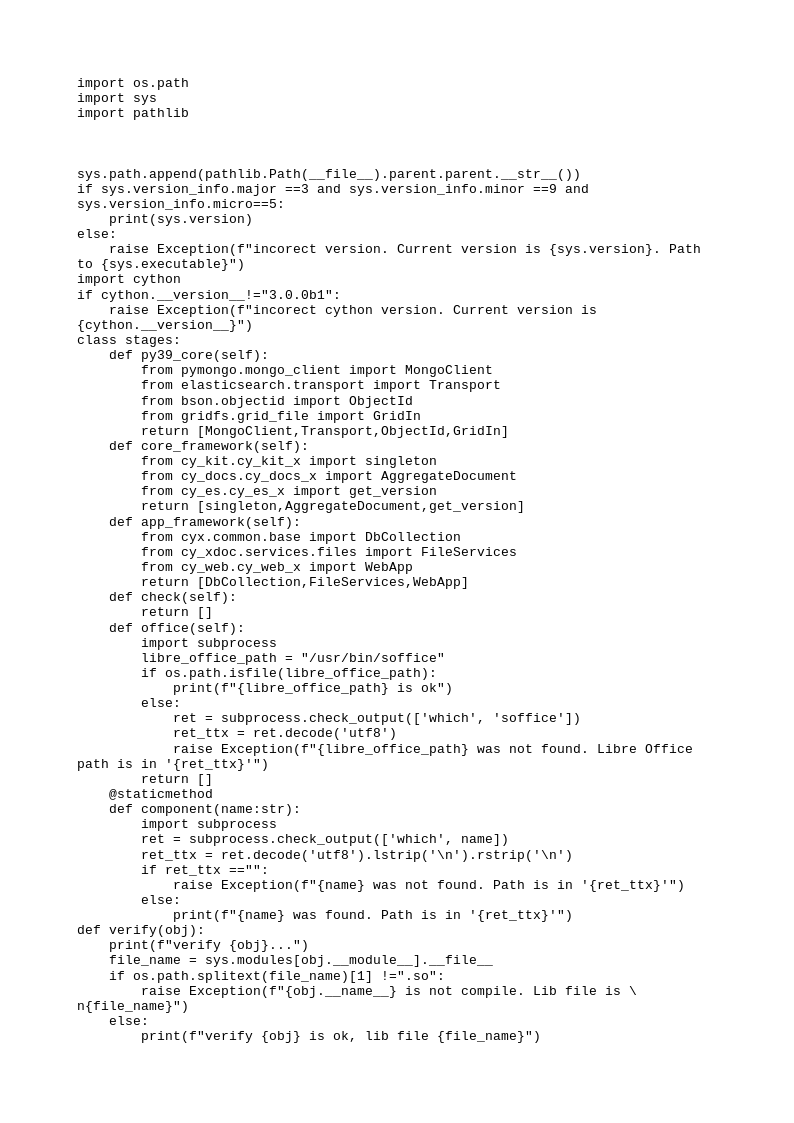 import os.path
import sys
import pathlib
sys.path.append(pathlib.Path(__file__).parent.parent.__str__())
if sys.version_info.major ==3 and sys.version_info.minor ==9 and
sys.version_info.micro==5:
    print(sys.version)
else:
    raise Exception(f"incorect version. Current version is {sys.version}. Path
to {sys.executable}")
import cython
if cython.__version__!="3.0.0b1":
    raise Exception(f"incorect cython version. Current version is
{cython.__version__}")
class stages:
    def py39_core(self):
        from pymongo.mongo_client import MongoClient
        from elasticsearch.transport import Transport
        from bson.objectid import ObjectId
        from gridfs.grid_file import GridIn
        return [MongoClient,Transport,ObjectId,GridIn]
    def core_framework(self):
        from cy_kit.cy_kit_x import singleton
        from cy_docs.cy_docs_x import AggregateDocument
        from cy_es.cy_es_x import get_version
        return [singleton,AggregateDocument,get_version]
    def app_framework(self):
        from cyx.common.base import DbCollection
        from cy_xdoc.services.files import FileServices
        from cy_web.cy_web_x import WebApp
        return [DbCollection,FileServices,WebApp]
    def check(self):
        return []
    def office(self):
        import subprocess
        libre_office_path = "/usr/bin/soffice"
        if os.path.isfile(libre_office_path):
            print(f"{libre_office_path} is ok")
        else:
            ret = subprocess.check_output(['which', 'soffice'])
            ret_ttx = ret.decode('utf8')
            raise Exception(f"{libre_office_path} was not found. Libre Office
path is in '{ret_ttx}'")
        return []
    @staticmethod
    def component(name:str):
        import subprocess
        ret = subprocess.check_output(['which', name])
        ret_ttx = ret.decode('utf8').lstrip('\n').rstrip('\n')
        if ret_ttx =="":
            raise Exception(f"{name} was not found. Path is in '{ret_ttx}'")
        else:
            print(f"{name} was found. Path is in '{ret_ttx}'")
def verify(obj):
    print(f"verify {obj}...")
    file_name = sys.modules[obj.__module__].__file__
    if os.path.splitext(file_name)[1] !=".so":
        raise Exception(f"{obj.__name__} is not compile. Lib file is \
n{file_name}")
    else:
        print(f"verify {obj} is ok, lib file {file_name}")